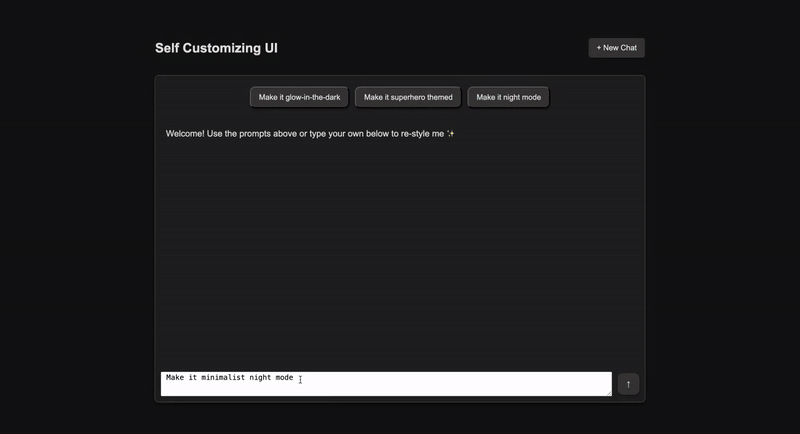 Self Customizing UI
+ New Chat
Make it glow-in-the-dark
Make it superhero themed
Make it night mode
Welcome! Use the prompts above or type your own below to re-style me ✨
Make it minimalist night mode
↑